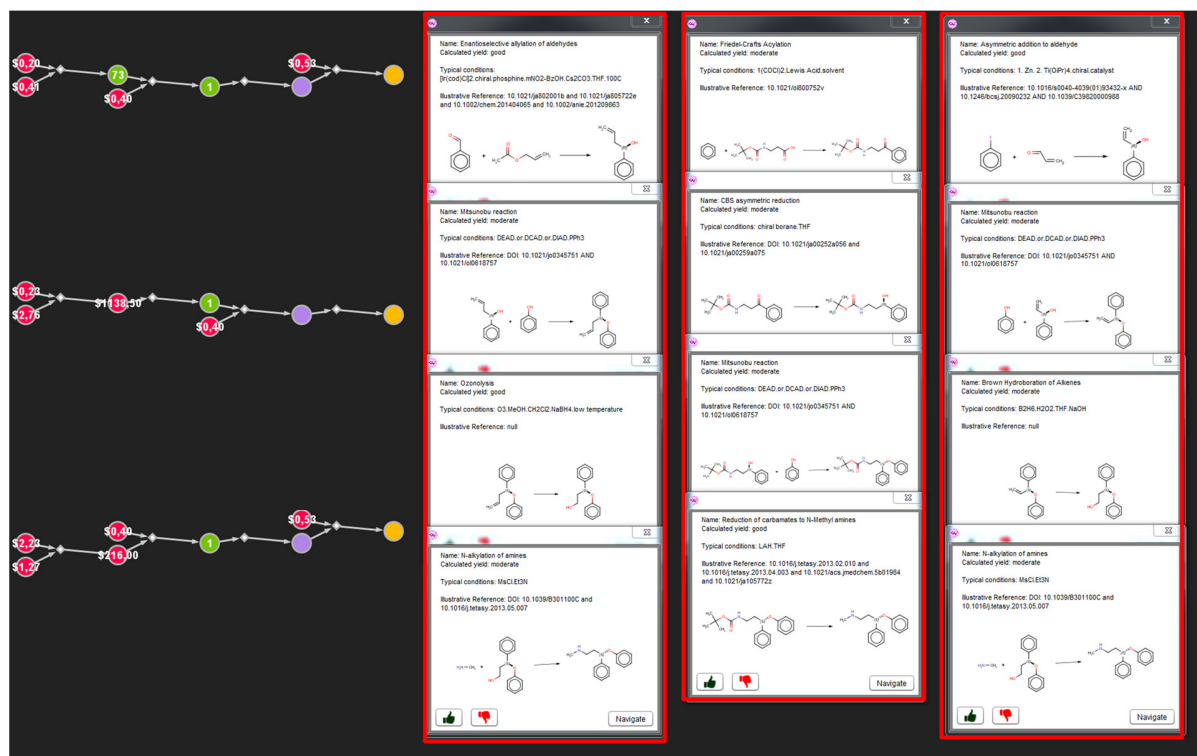 $0,20
$0,41
73
$0,40
1
$0,53
$0,23
$2,76
$1138,50
1
$0,40
$2,23
$1,27
$0,40
$216,00
1
$0,53
x
Name: Enantioselective allylation of aldehydes
Calculated yield: good
Typical conditions:
[Ir(cod)Cl]2.chiral.phosphine.mNO2-BzOH.Cs2CO3.THF.100C
Illustrative Reference: 10.1021/ja802001b and 10.1021/ja805722e
and 10.1002/chem.201404065 and 10.1002/anie.201209863
Name: Mitsunobu reaction
Calculated yield: moderate
Typical conditions: DEAD.or.DCAD.or.DIAD.PPh3
Illustrative Reference: DOI: 10.1021/jo0345751 AND
10.1021/ol0618757
Name: Ozonolysis
Calculated yield: good
Typical conditions: O3.MeOH.CH2Cl2.NaBH4.low temperature
Illustrative Reference: null
Name: N-alkylation of amines
Calculated yield: moderate
Typical conditions: MsCl.Et3N
Illustrative Reference: DOI: 10.1039/B301100C and
10.1016/j.tetasy.2013.05.007
Navigate
x
Name: Friedel-Crafts Acylation
Calculated yield: moderate
Typical conditions: 1(COCl)2.Lewis Acid.solvent
Illustrative Reference: 10.1021/ol800752v
Name: CBS asymmetric reduction
Calculated yield: moderate
Typical conditions: chiral borane.THF
Illustrative Reference: DOI: 10.1021/ja00252a056 and
10.1021/ja00259a075
Name: Mitsunobu reaction
Calculated yield: moderate
Typical conditions: DEAD.or.DCAD.or.DIAD.PPh3
Illustrative Reference: DOI: 10.1021/jo0345751 AND
10.1021/ol0618757
Name: Reduction of carbamates to N-Methyl amines
Calculated yield: good
Typical conditions: LAH.THF
Illustrative Reference: 10.1016/j.tetasy.2013.02.010 and
10.1016/j.tetasy.2013.04.003 and 10.1021/acs.jmedchem.5b01984
and 10.1021/ja105772z
Navigate
x
Name: Asymmetric addition to aldehyde
Calculated yield: good
Typical conditions: 1. Zn. 2. Ti(OiPr)4.chiral.catalyst
Illustrative Reference: 10.1016/s0040-4039(01)93432-x AND
10.1246/bcsj.20090232 AND 10.1039/C39820000988
Name: Mitsunobu reaction
Calculated yield: moderate
Typical conditions: DEAD.or.DCAD.or.DIAD.PPh3
Illustrative Reference: DOI: 10.1021/jo0345751 AND
10.1021/ol0618757
Name: Brown Hydroboration of Alkenes
Calculated yield: moderate
Typical conditions: B2H6.H2O2.THF.NaOH
Illustrative Reference: null
Name: N-alkylation of amines
Calculated yield: moderate
Typical conditions: MsCl.Et3N
Illustrative Reference: DOI: 10.1039/B301100C and
10.1016/j.tetasy.2013.05.007
Navigate